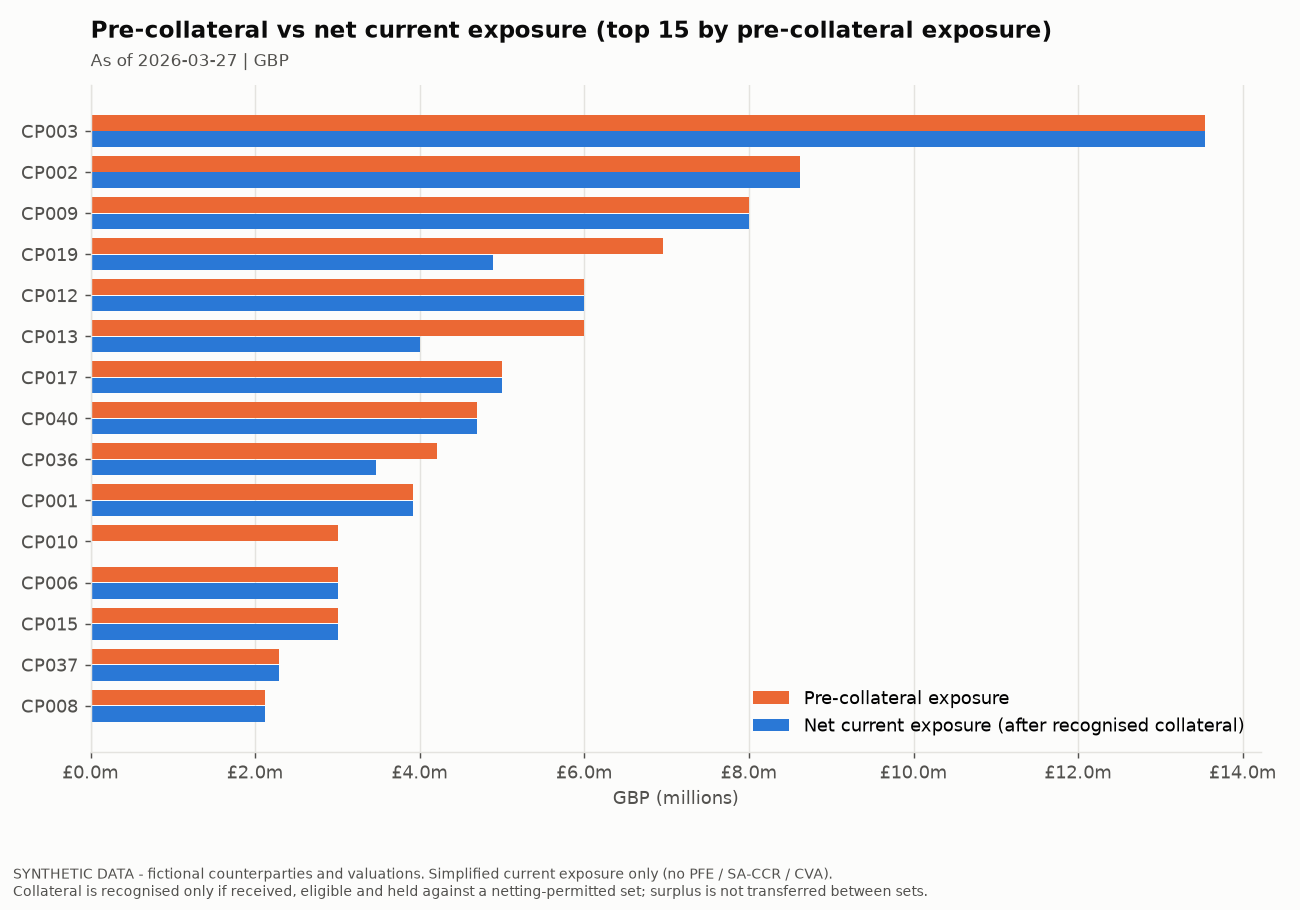 Pre-collateral vs net current exposure (top 15 by pre-collateral exposure)
As of 2026-03-27 | GBP
CP003
CP002
CP009
CP019
CP012
CP013
CP017
CP040
CP036
CP001
CP010
CP006
CP015
CP037
CP008
Pre-collateral exposure
Net current exposure (after recognised collateral)
£0.0m £2.0m £4.0m £6.0m £8.0m £10.0m £12.0m £14.0m
GBP (millions)
SYNTHETIC DATA - fictional counterparties and valuations. Simplified current exposure only (no PFE / SA-CCR / CVA).
Collateral is recognised only if received, eligible and held against a netting-permitted set; surplus is not transferred between sets.